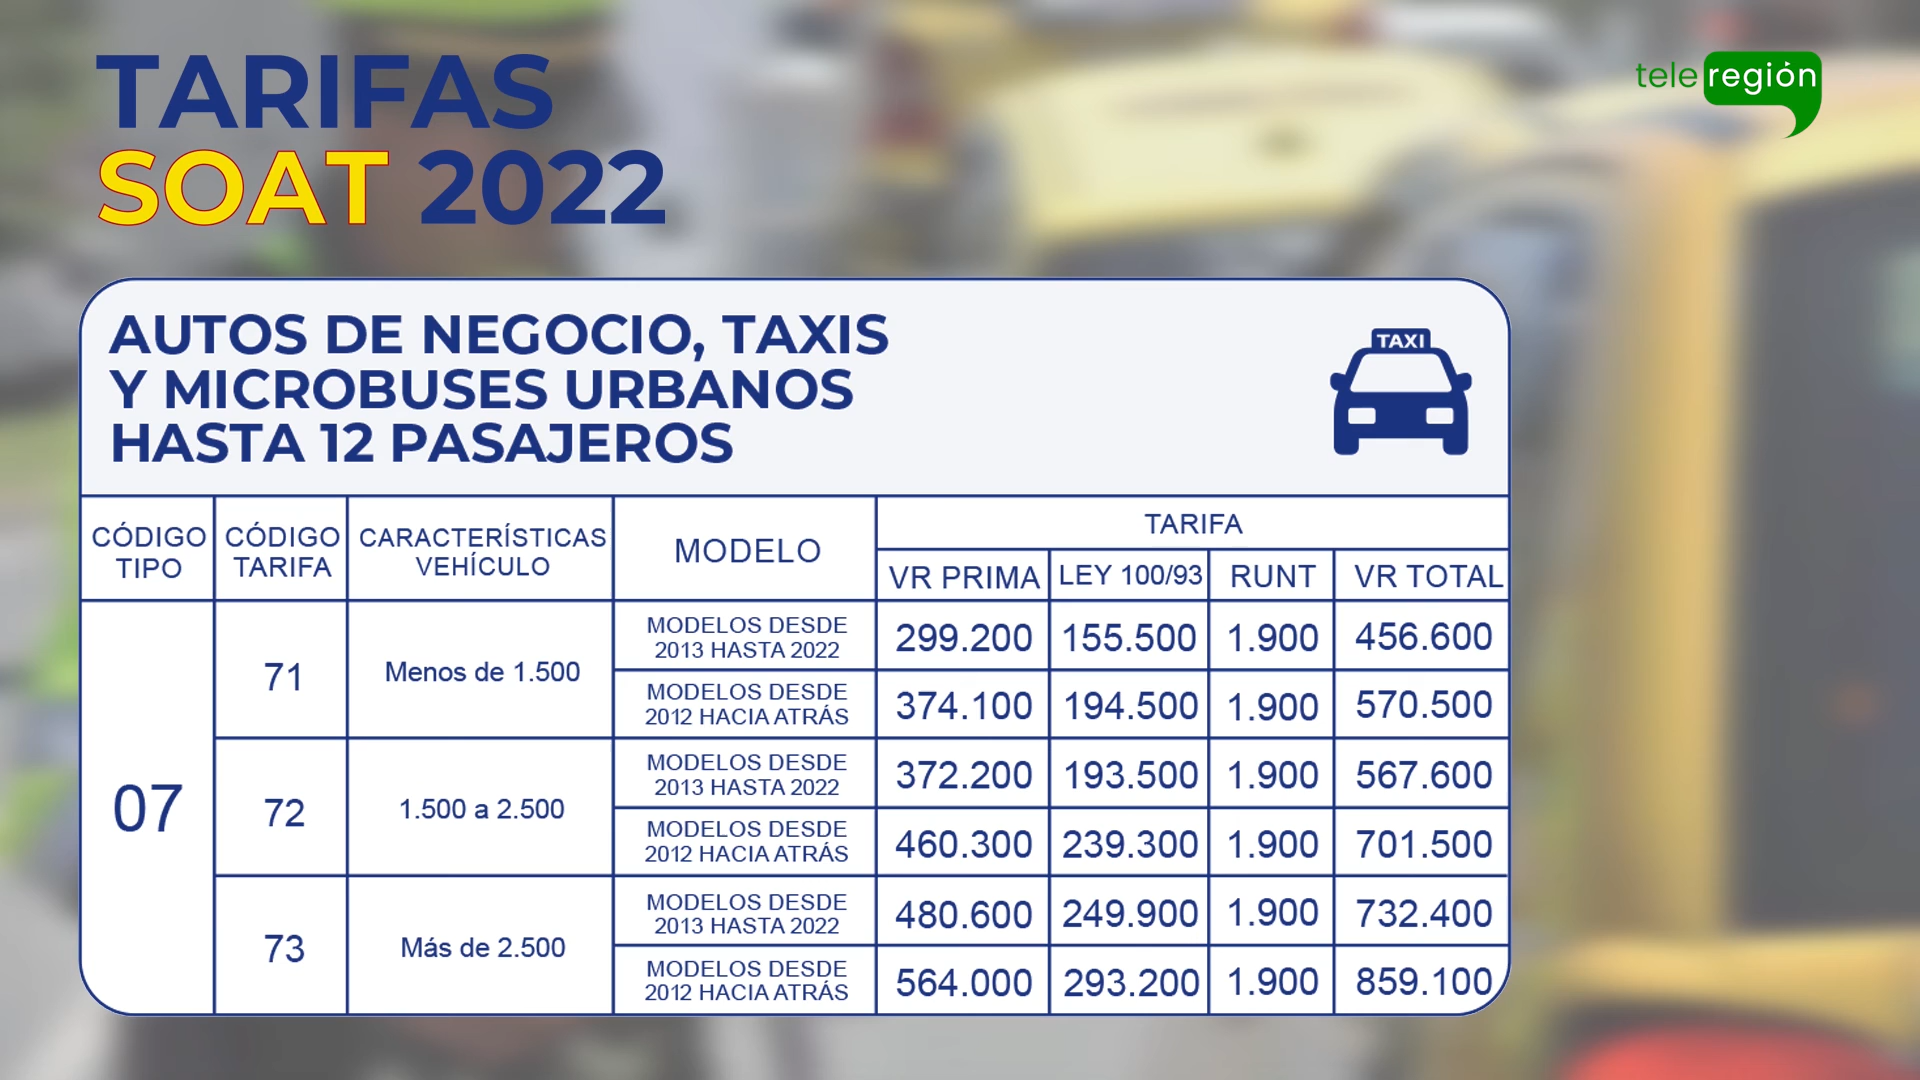 TARIFAS
SOAT 2022
teleregión
AUTOS DE NEGOCIO, TAXIS
Y MICROBUSES URBANOS
HASTA 12 PASAJEROS
TAXI
CÓDIGO TIPO
CÓDIGO TARIFA
CARACTERÍSTICAS VEHÍCULO
MODELO
TARIFA
VR PRIMA LEY 100/93 RUNT VR TOTAL
07
71
Menos de 1.500
MODELOS DESDE
2013 HASTA 2022
299.200 155.500 1.900 456.600
MODELOS DESDE
2012 HACIA ATRÁS
374.100 194.500 1.900 570.500
72
1.500 a 2.500
MODELOS DESDE
2013 HASTA 2022
372.200 193.500 1.900 567.600
MODELOS DESDE
2012 HACIA ATRÁS
460.300 239.300 1.900 701.500
73
Más de 2.500
MODELOS DESDE
2013 HASTA 2022
480.600 249.900 1.900 732.400
MODELOS DESDE
2012 HACIA ATRÁS
564.000 293.200 1.900 859.100